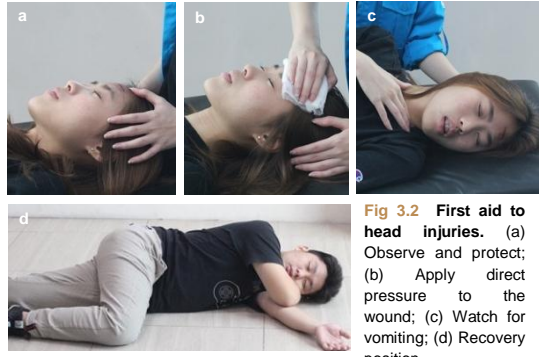 a
b
c
d
Fig 3.2 First aid to
head injuries. (a)
Observe and protect;
(b) Apply direct
pressure to the
wound; (c) Watch for
vomiting; (d) Recovery
position